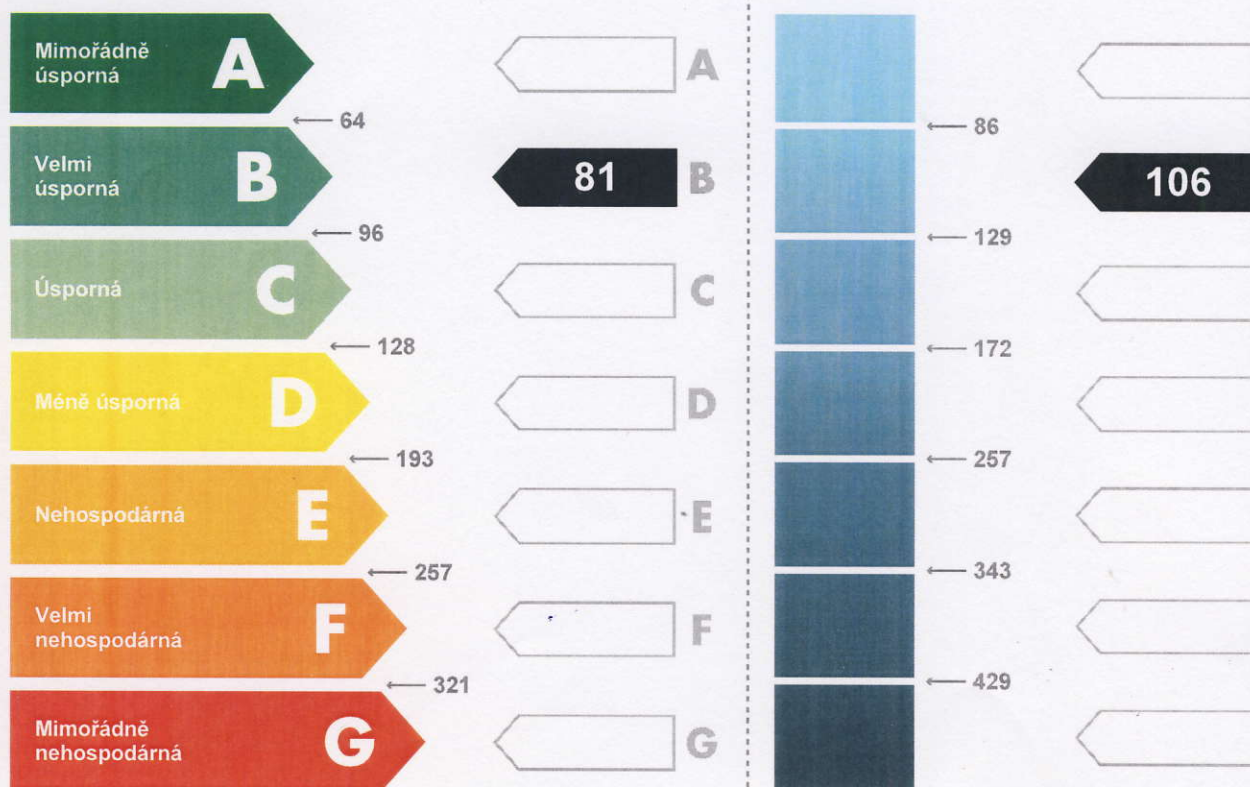 Mimořádně
úsporná
A
A
← 64
← 86
Velmi
úsporná
B
81
B
106
← 96
← 129
Úsporná
C
C
← 128
← 172
Méně úsporná
D
D
← 193
← 257
Nehospodárná
E
E
← 257
← 343
Velmi
nehospodárná
F
F
← 321
← 429
Mimořádně
nehospodárná
G
G